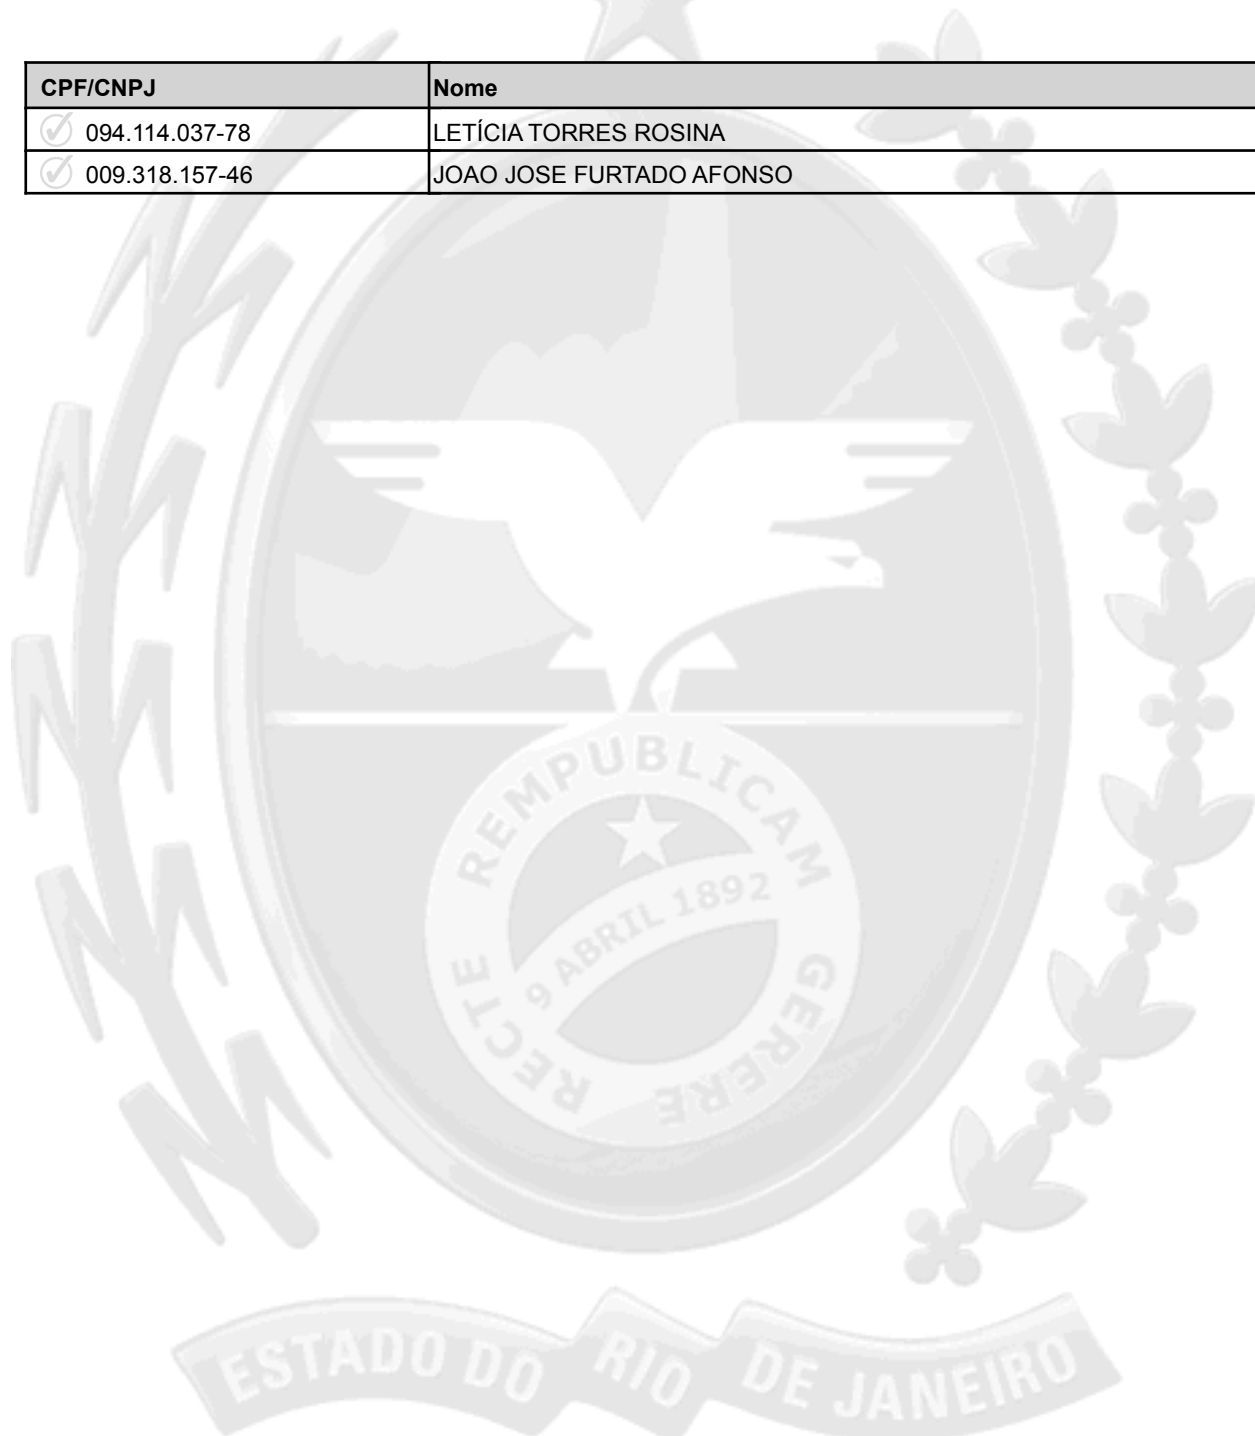 CPF/CNPJ Nome
094.114.037-78 LETÍCIA TORRES ROSINA
009.318.157-46 JOAO JOSE FURTADO AFONSO
RECTE REMPUBLICAM GERERE
9 ABRIL 1892
ESTADO DO RIO DE JANEIRO